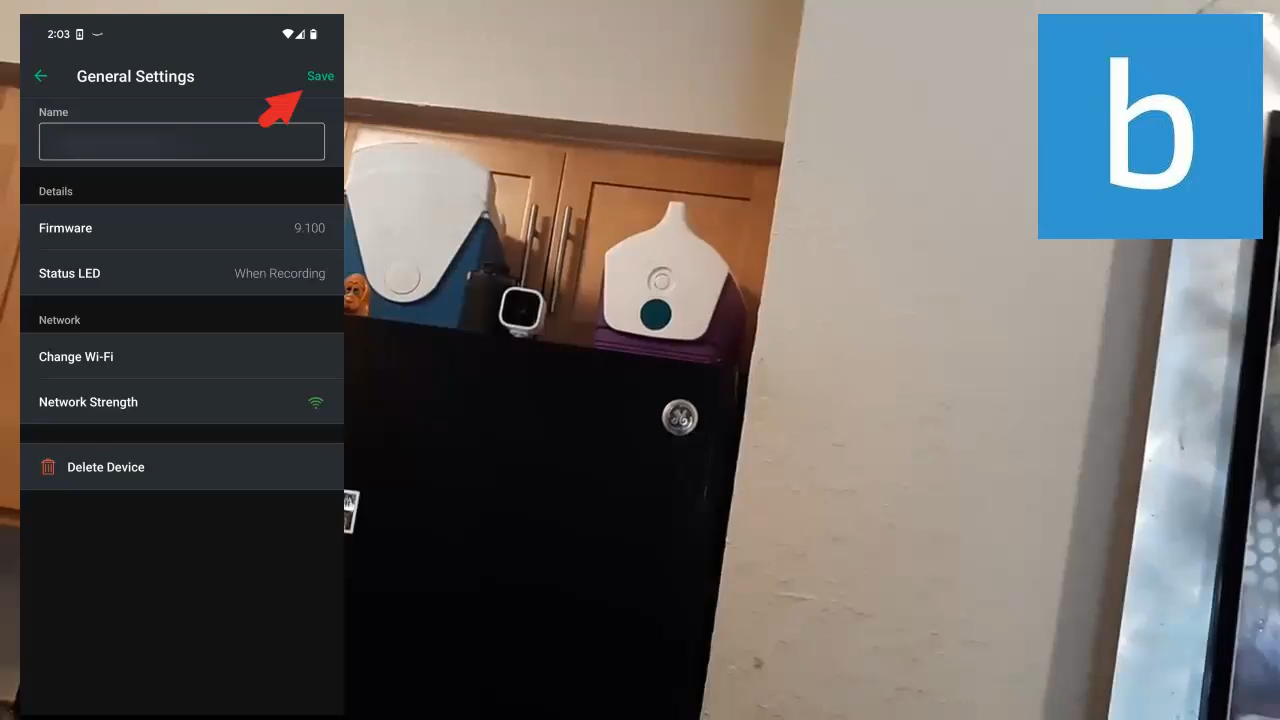 2:03
General Settings
Save
Name
Details
Firmware 9.100
Status LED When Recording
Network
Change Wi-Fi
Network Strength
Delete Device
b